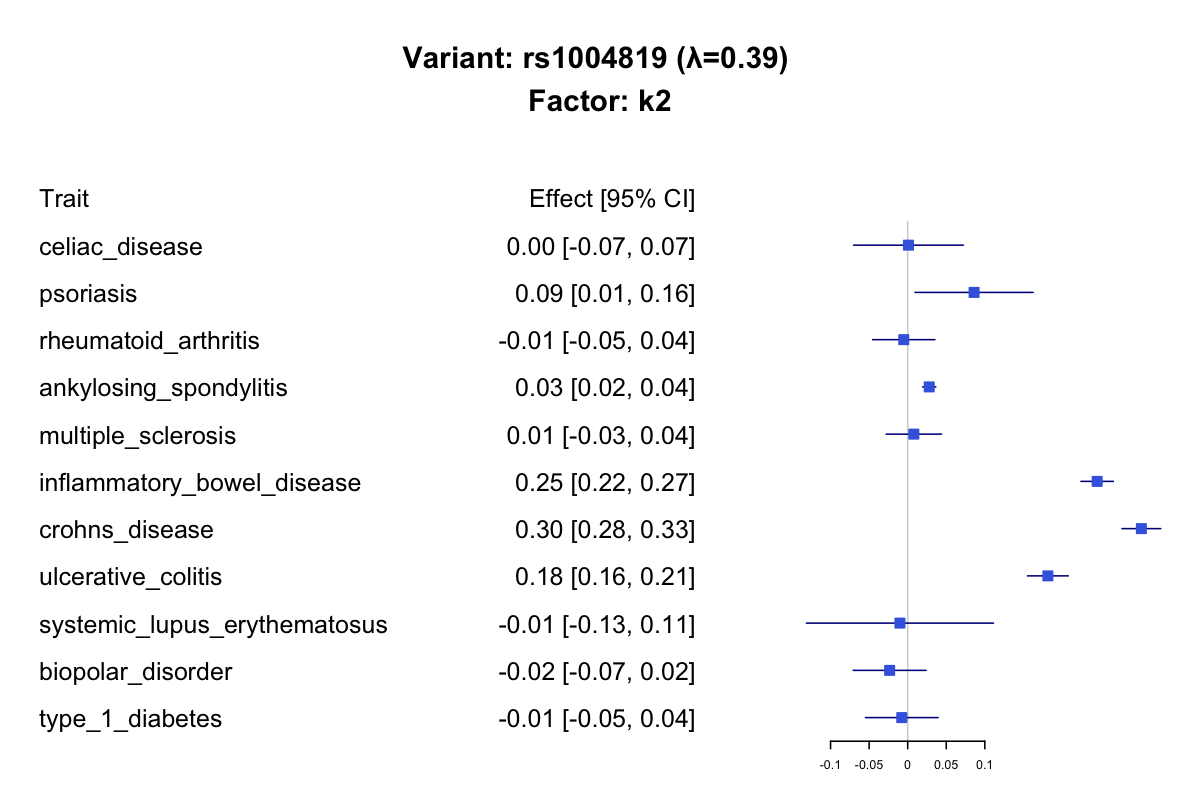 Variant: rs1004819 (λ=0.39)
Factor: k2
Trait Effect [95% CI]
celiac_disease 0.00 [-0.07, 0.07]
psoriasis 0.09 [0.01, 0.16]
rheumatoid_arthritis -0.01 [-0.05, 0.04]
ankylosing_spondylitis 0.03 [0.02, 0.04]
multiple_sclerosis 0.01 [-0.03, 0.04]
inflammatory_bowel_disease 0.25 [0.22, 0.27]
crohns_disease 0.30 [0.28, 0.33]
ulcerative_colitis 0.18 [0.16, 0.21]
systemic_lupus_erythematosus -0.01 [-0.13, 0.11]
biopolar_disorder -0.02 [-0.07, 0.02]
type_1_diabetes -0.01 [-0.05, 0.04]
-0.1 -0.05 0 0.05 0.1